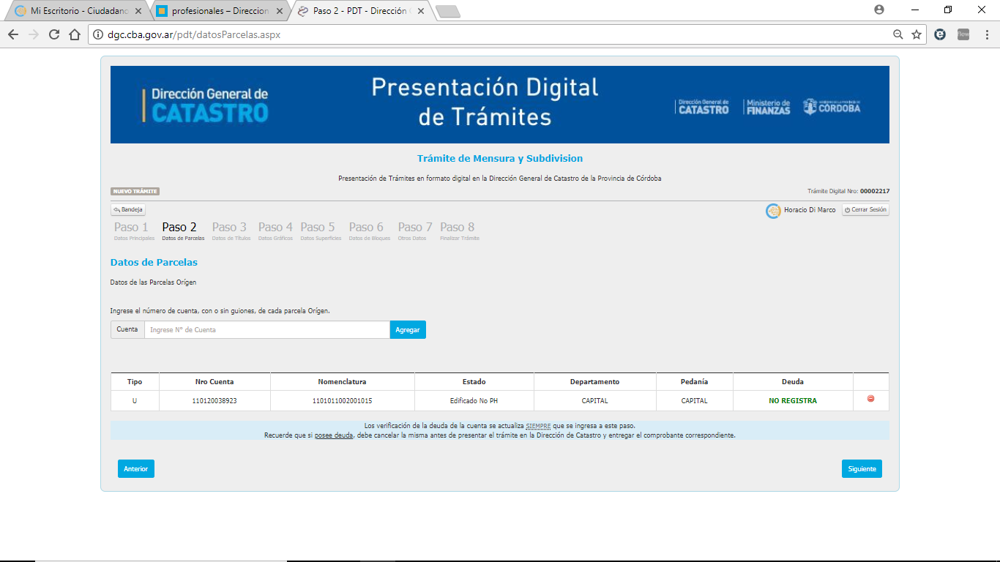 Mi Escritorio - Ciudadano
profesionales – Direccion
Paso 2 - PDT - Dirección
dgc.cba.gov.ar/pdt/datosParcelas.aspx
Dirección General de
CATASTRO
Presentación Digital
de Trámites
Dirección General de
CATASTRO
Ministerio de
FINANZAS
CÓRDOBA
Trámite de Mensura y Subdivision
Presentación de Trámites en formato digital en la Dirección General de Catastro de la Provincia de Córdoba
NUEVO TRÁMITE
Trámite Digital Nro: 00002217
Bandeja
Horacio Di Marco
Cerrar Sesión
Paso 1 Paso 2 Paso 3 Paso 4 Paso 5 Paso 6 Paso 7 Paso 8
Datos Principales Datos de Parcelas Datos de Títulos Datos Gráficos Datos Superficies Datos de Bloques Otros Datos Finalizar Trámite
Datos de Parcelas
Datos de las Parcelas Orígen
Ingrese el número de cuenta, con o sin guiones, de cada parcela Orígen.
Cuenta Ingrese N° de Cuenta Agregar
Tipo Nro Cuenta Nomenclatura Estado Departamento Pedanía Deuda
U 110120038923 1101011002001015 Edificado No PH CAPITAL CAPITAL NO REGISTRA
Los verificación de la deuda de la cuenta se actualiza SIEMPRE que se ingresa a este paso.
Recuerde que si posee deuda, debe cancelar la misma antes de presentar el trámite en la Dirección de Catastro y entregar el comprobante correspondiente.
Anterior
Siguiente